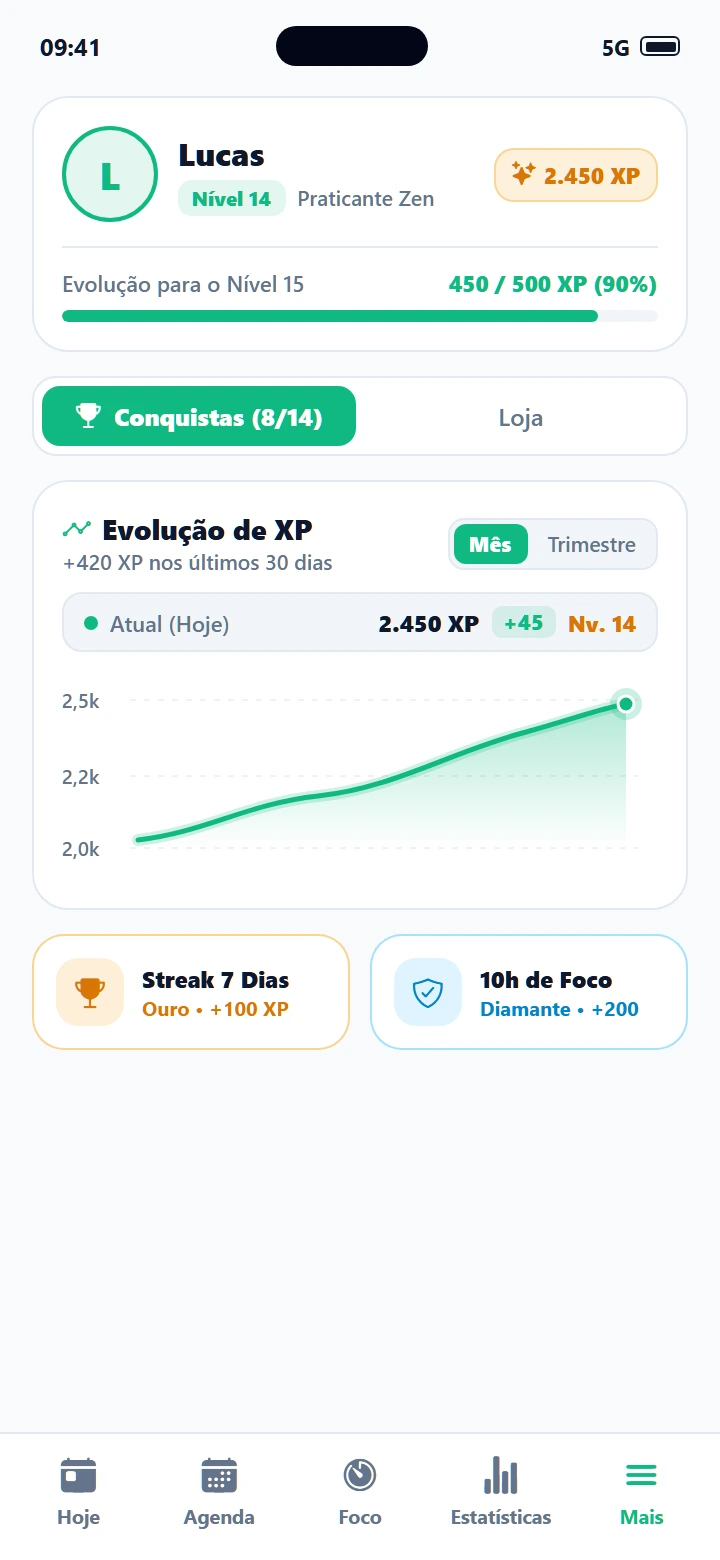 09:41
5G
L
Lucas
Nível 14 Praticante Zen
2.450 XP
Evolução para o Nível 15
450 / 500 XP (90%)
Conquistas (8/14)
Loja
Evolução de XP
+420 XP nos últimos 30 dias
Mês Trimestre
Atual (Hoje) 2.450 XP +45 Nv. 14
2,5k
2,2k
2,0k
Streak 7 Dias
Ouro • +100 XP
10h de Foco
Diamante • +200
Hoje Agenda Foco Estatísticas Mais